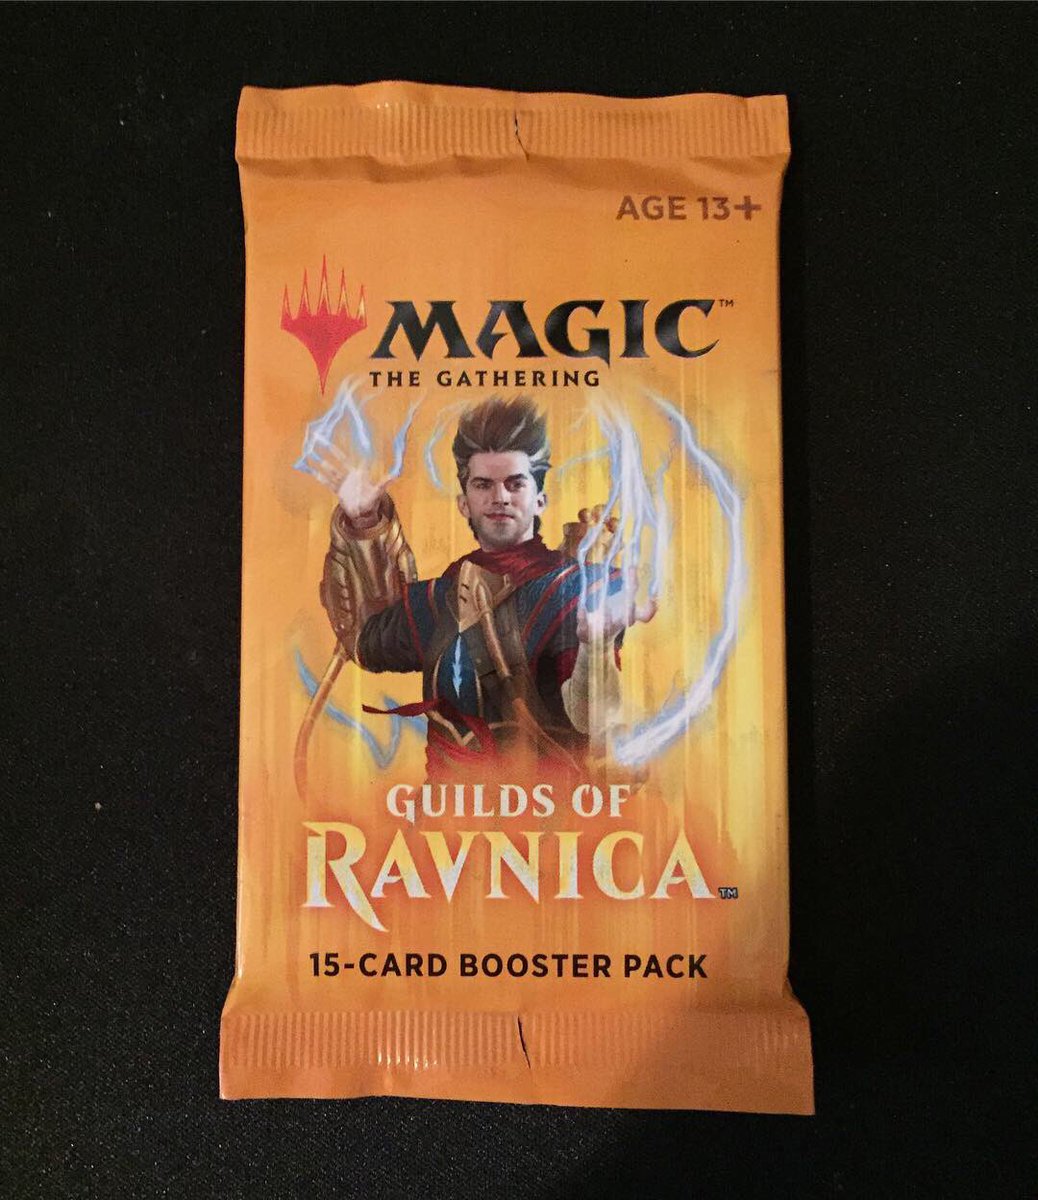 AGE 13+
MAGIC™
THE GATHERING
GUILDS OF
RAVNICA™
15-CARD BOOSTER PACK